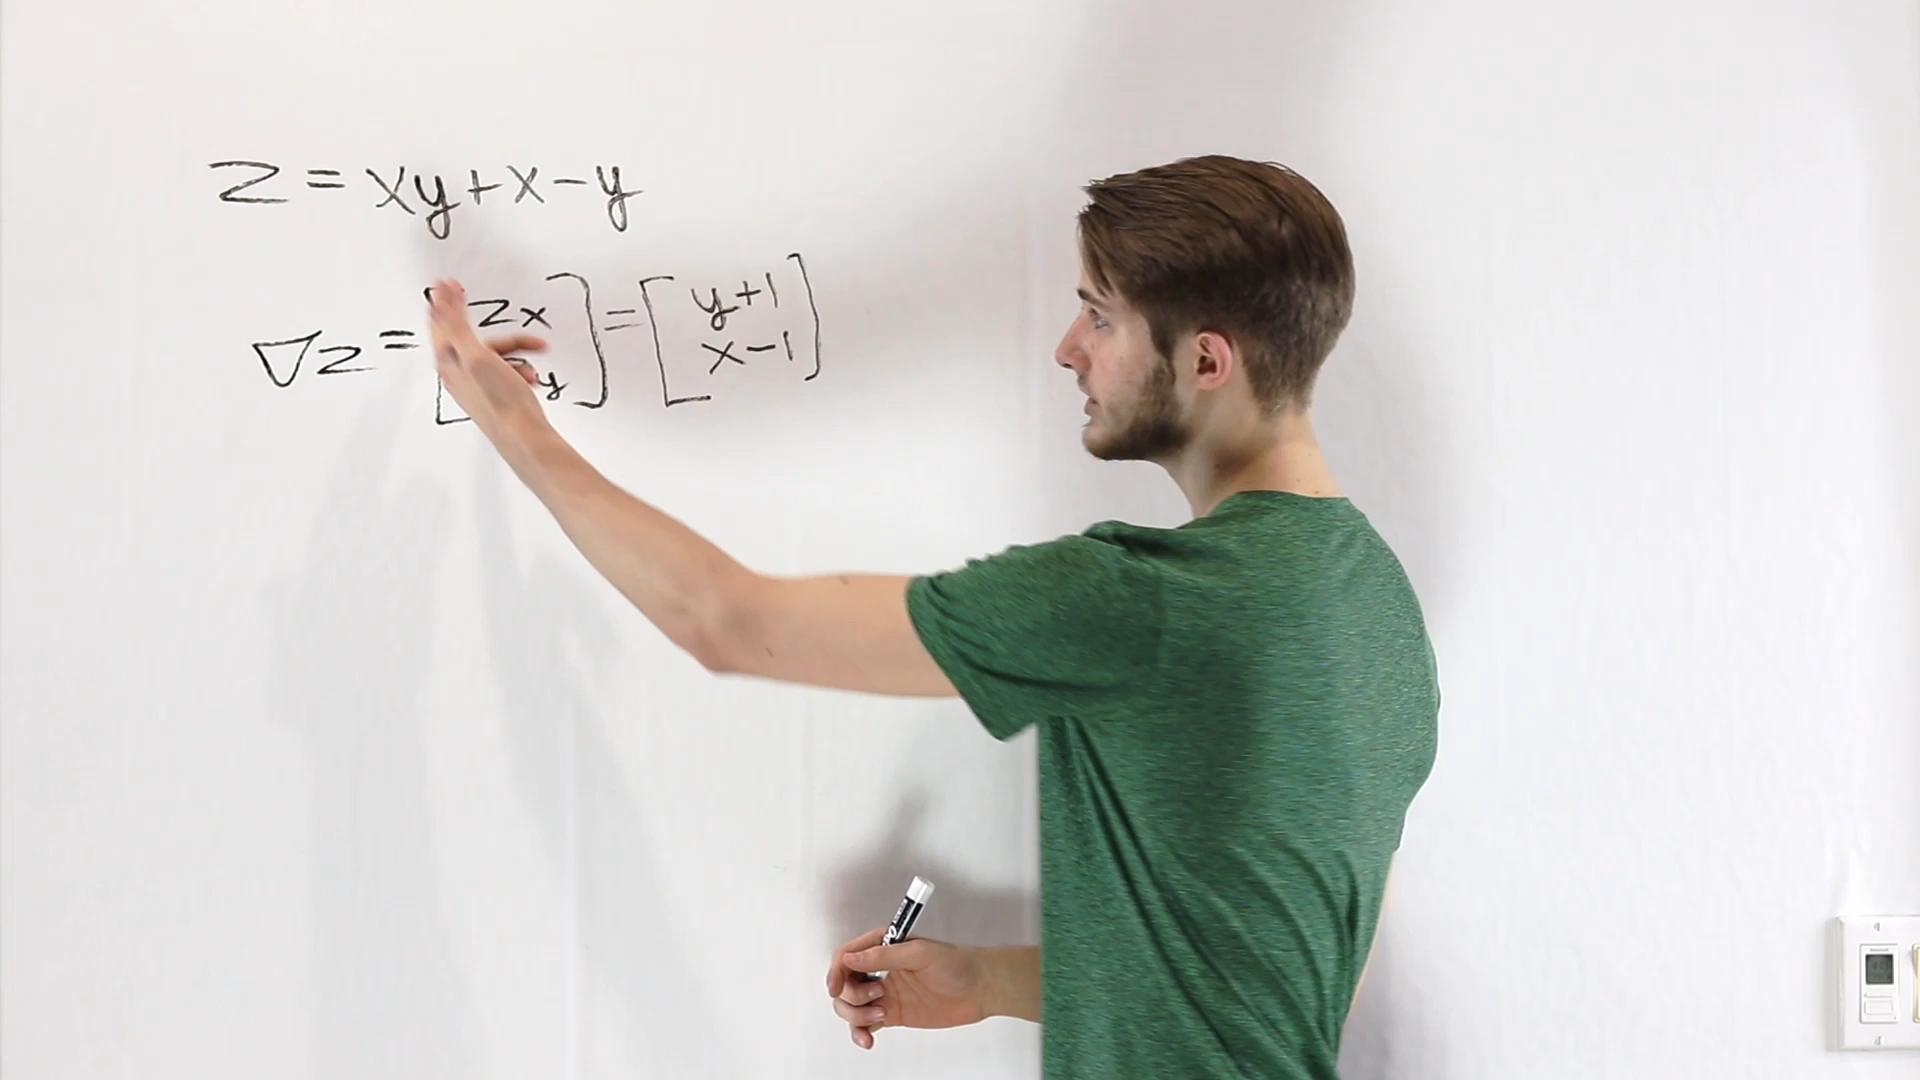 z = xy + x - y
∇z = [zx y] = [y+1 x-1]